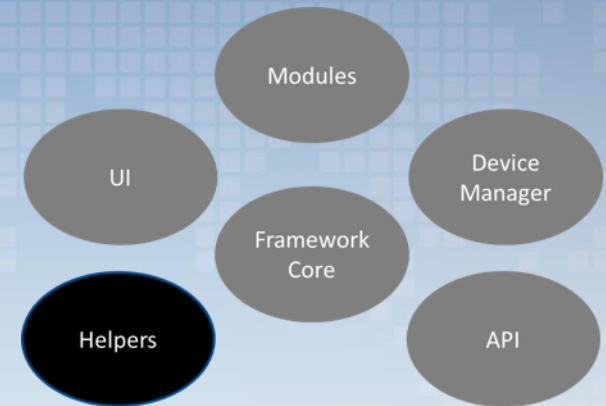 Modules
UI
Device
Manager
Framework
Core
Helpers
API